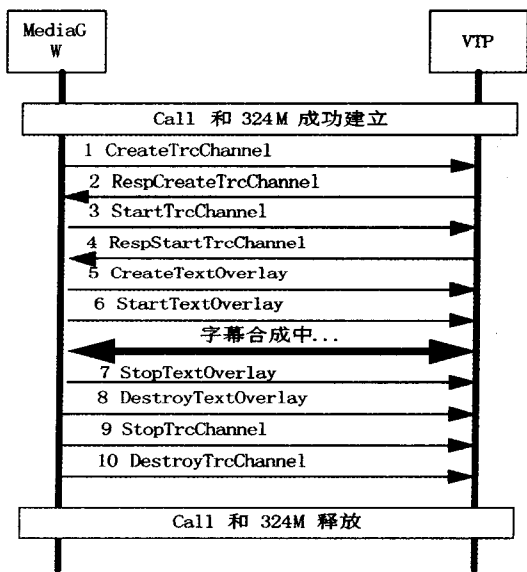 MediaG
W
VTP
Call 和 324M 成功建立
1 CreateTrcChannel
2 RespCreateTrcChannel
3 StartTrcChannel
4 RespStartTrcChannel
5 CreateTextOverlay
6 StartTextOverlay
字幕合成中...
7 StopTextOverlay
8 DestroyTextOverlay
9 StopTrcChannel
10 DestroyTrcChannel
Call 和 324M 释放